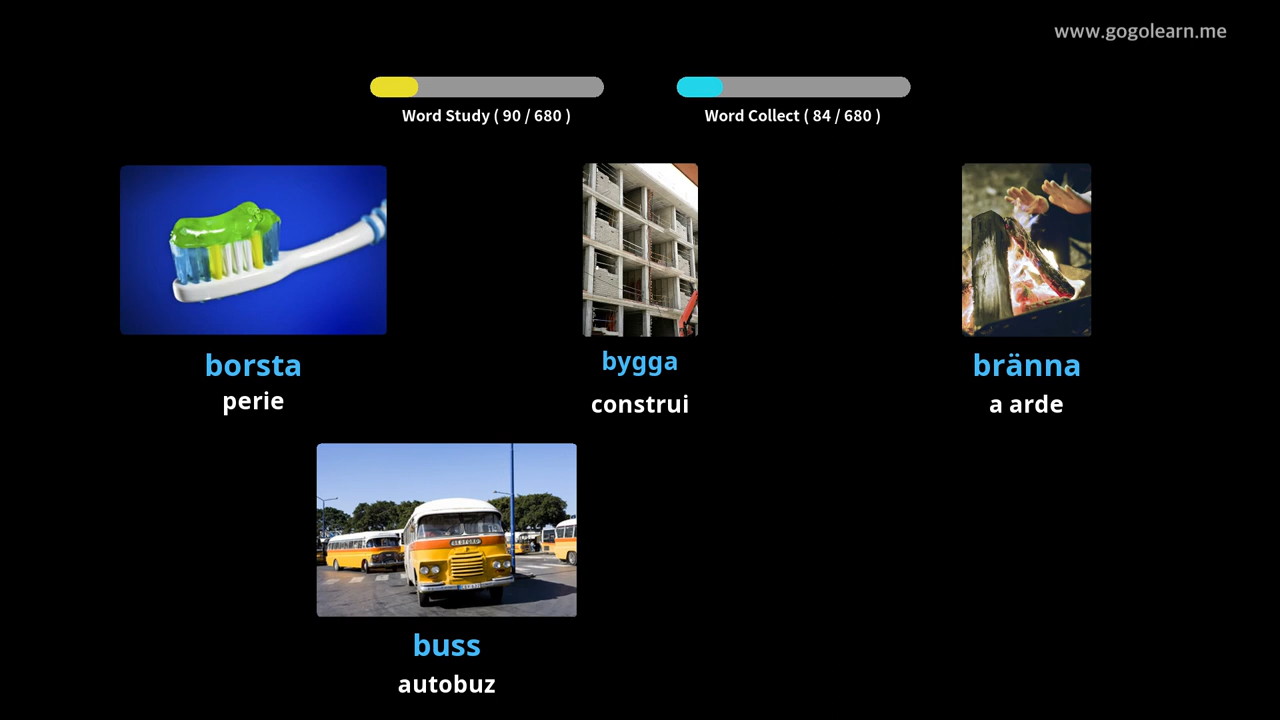 www.gogolearn.me
Word Study ( 90 / 680 )
Word Collect ( 84 / 680 )
borsta
perie
bygga
construi
bränna
a arde
buss
autobuz